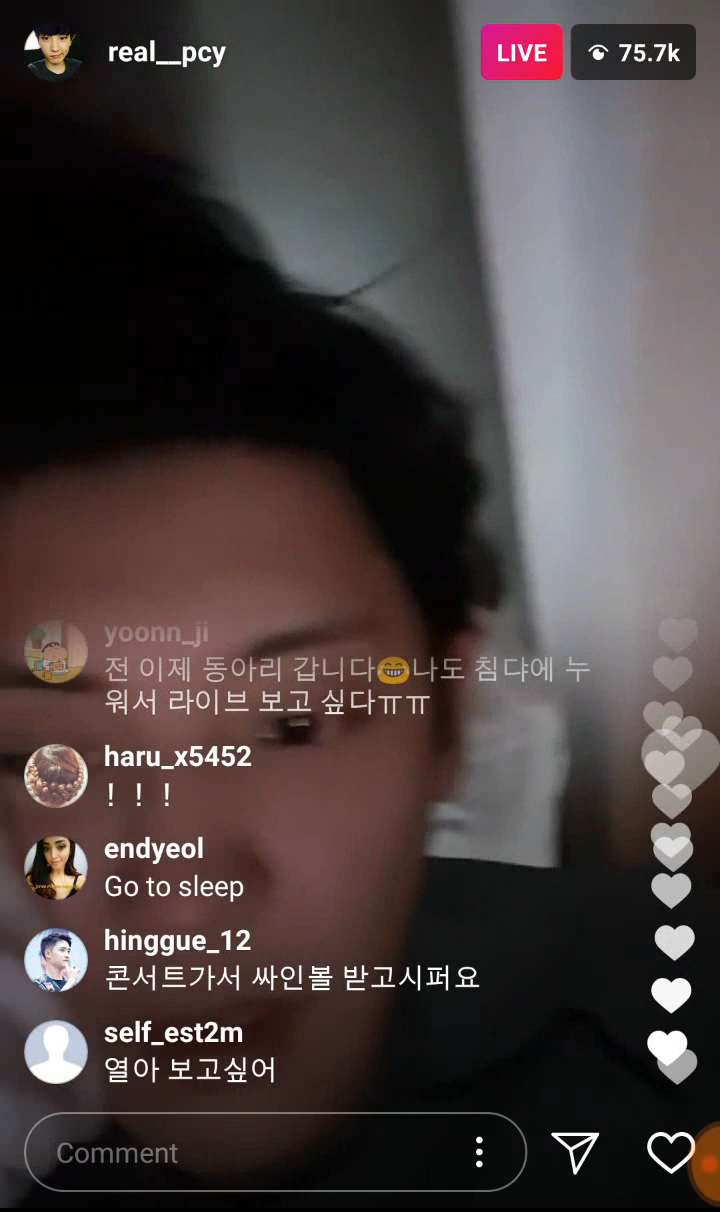 real__pcy
LIVE
75.7k
yoonn_ji
전 이제 동아리 갑니다😂나도 침댜에 누
워서 라이브 보고 싶다ㅠㅠ
haru_x5452
！！！
endyeol
Go to sleep
hinggue_12
콘서트가서 싸인볼 받고시퍼요
self_est2m
열아 보고싶어
Comment